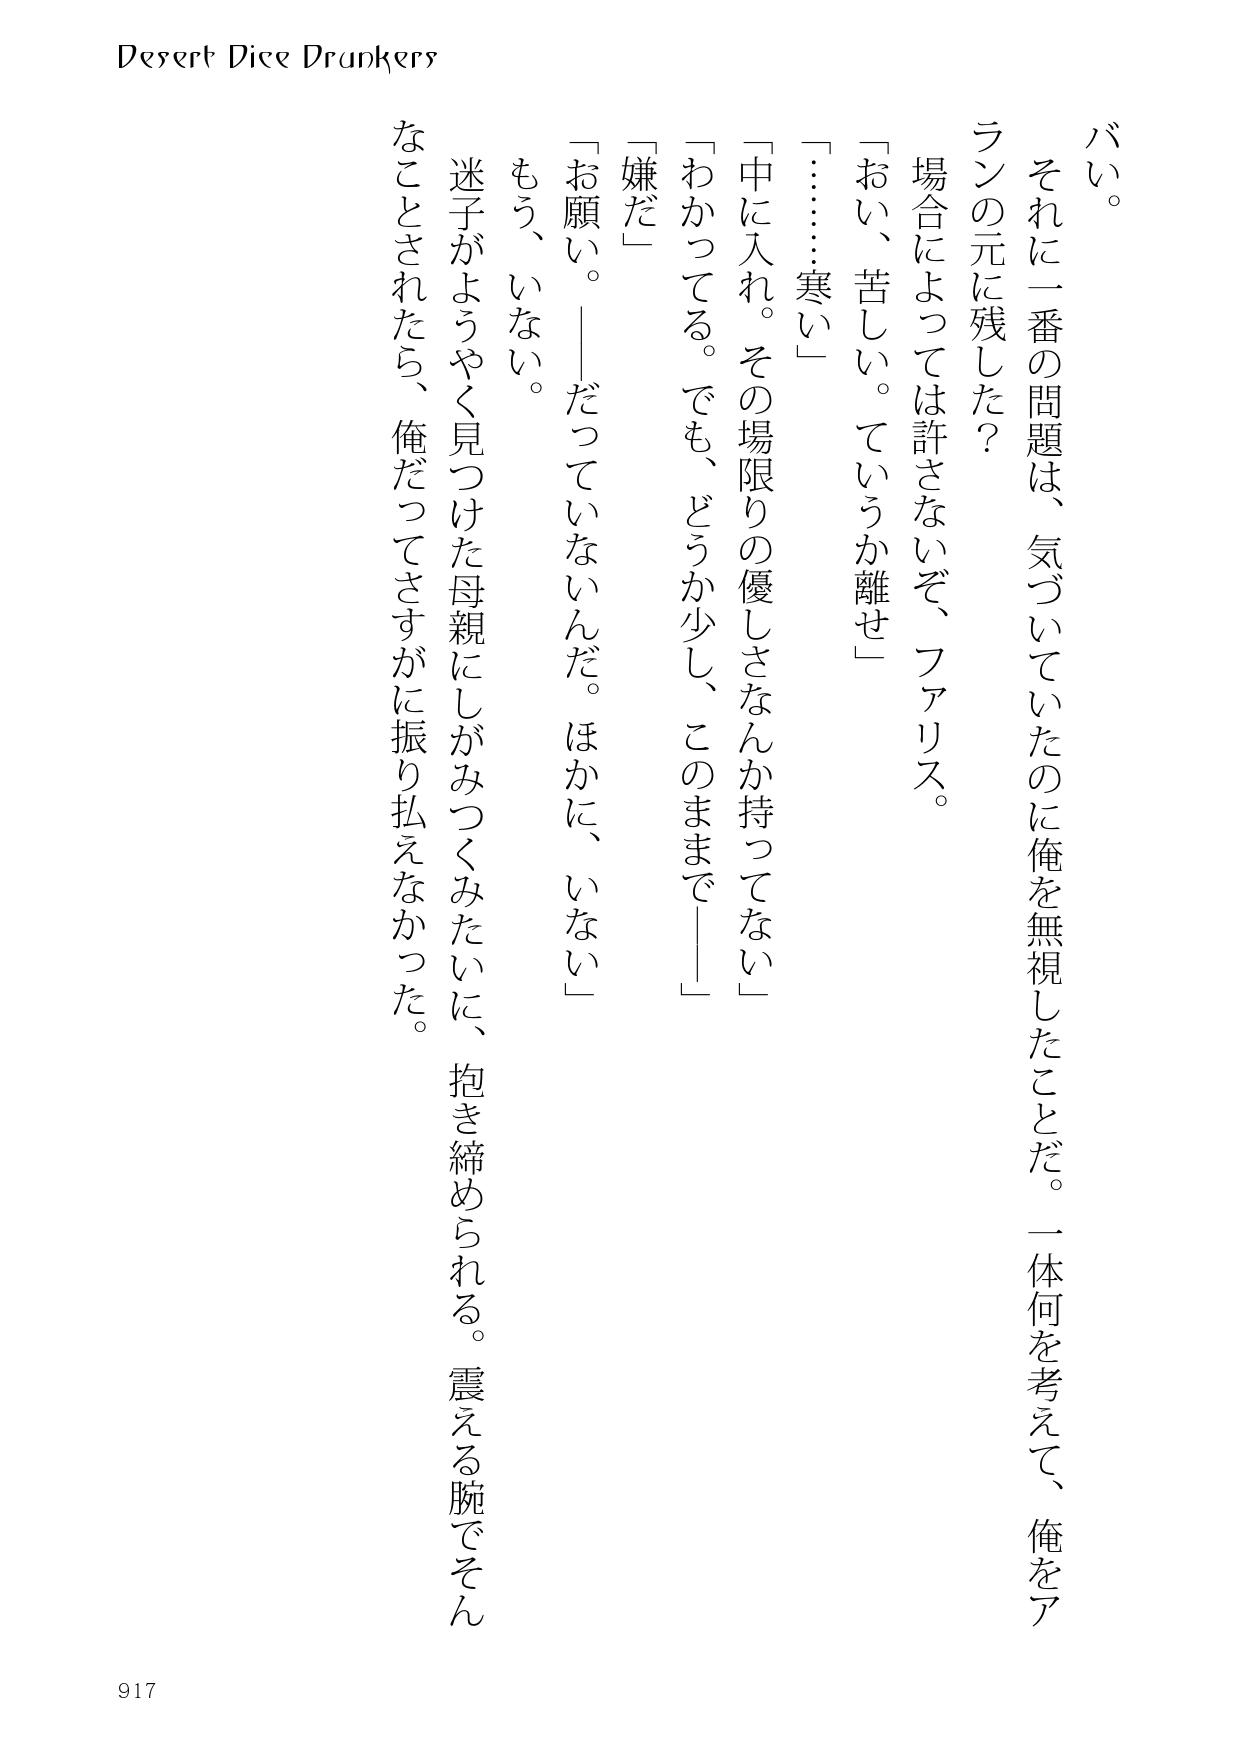 Desert Dice Drunkers
バい。
　それに一番の問題は、気づいていたのに俺を無視したことだ。一体何を考えて、俺をア
ランの元に残した？
　場合によっては許さないぞ、ファリス。
「おい、苦しい。ていうか離せ」
「………寒い」
「中に入れ。その場限りの優しさなんか持ってない」
「わかってる。でも、どうか少し、このままで――」
「嫌だ」
「お願い。――だっていないんだ。ほかに、いない」
　もう、いない。
　迷子がようやく見つけた母親にしがみつくみたいに、抱き締められる。震える腕でそん
なことされたら、俺だってさすがに振り払えなかった。
917